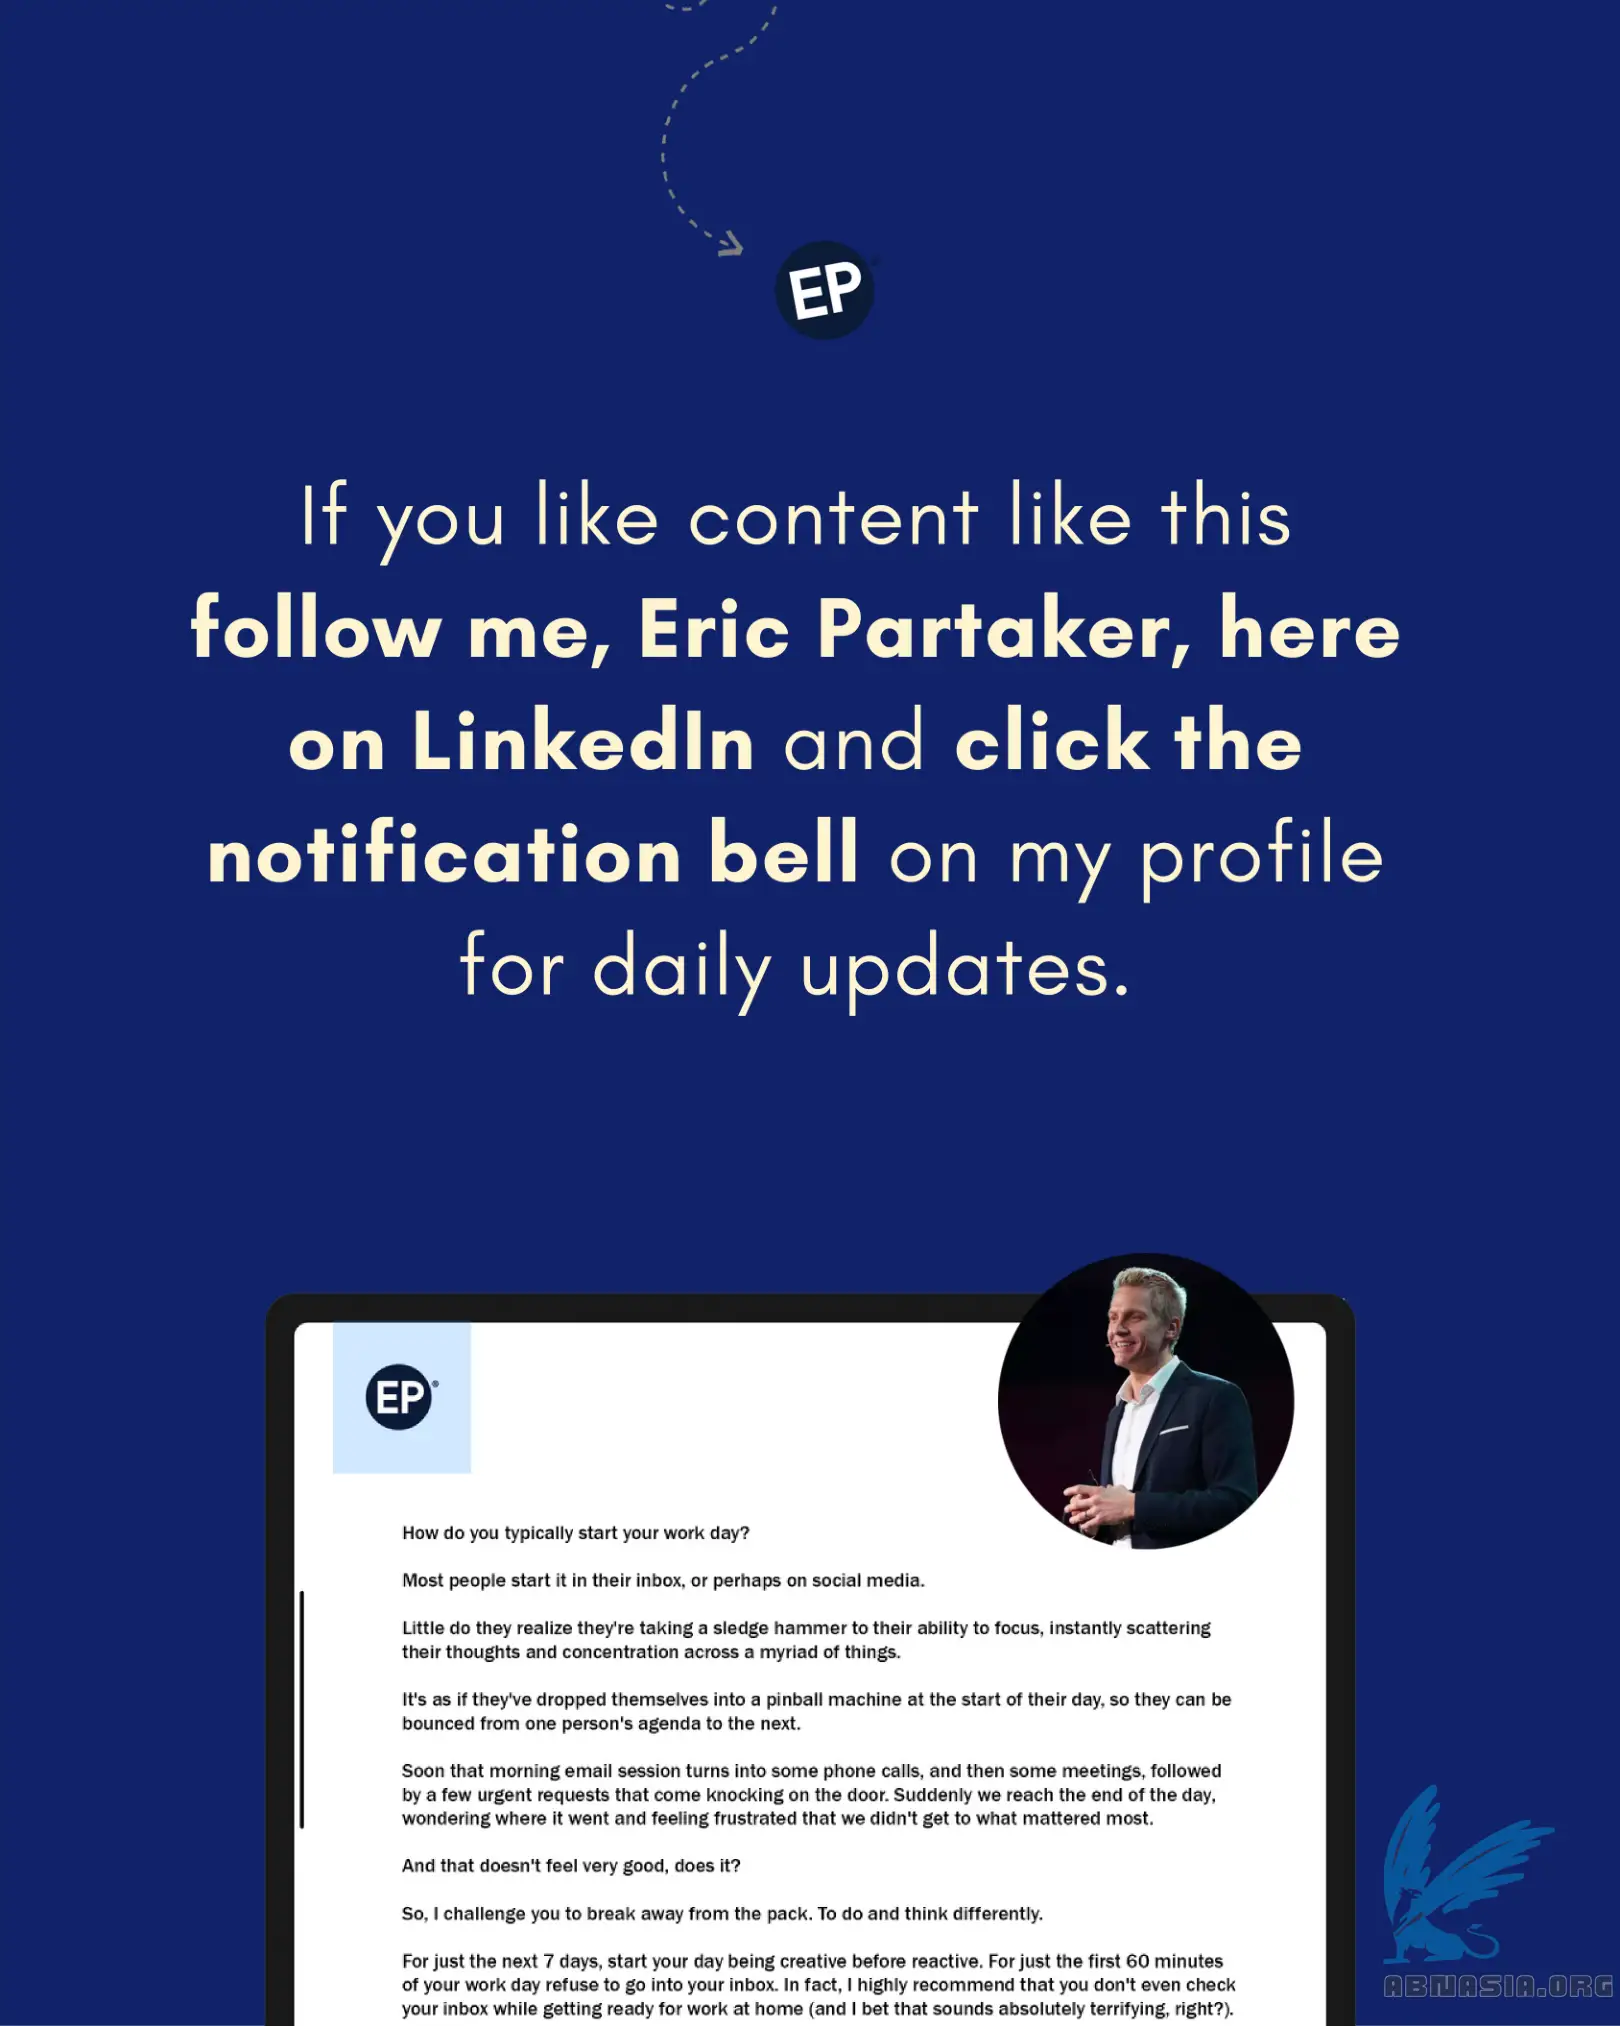 EP
If you like content like this
follow me, Eric Partaker, here
on LinkedIn and click the
notification bell on my profile
for daily updates.
EP®
How do you typically start your work day?
Most people start it in their inbox, or perhaps on social media.
Little do they realize they're taking a sledge hammer to their ability to focus, instantly scattering
their thoughts and concentration across a myriad of things.
It's as if they've dropped themselves into a pinball machine at the start of their day, so they can be
bounced from one person's agenda to the next.
Soon that morning email session turns into some phone calls, and then some meetings, followed
by a few urgent requests that come knocking on the door. Suddenly we reach the end of the day,
wondering where it went and feeling frustrated that we didn't get to what mattered most.
And that doesn't feel very good, does it?
So, I challenge you to break away from the pack. To do and think differently.
For just the next 7 days, start your day being creative before reactive. For just the first 60 minutes
of your work day refuse to go into your inbox. In fact, I highly recommend that you don't even check
your inbox while getting ready for work at home (and I bet that sounds absolutely terrifying, right?).
ABNASIA.ORG